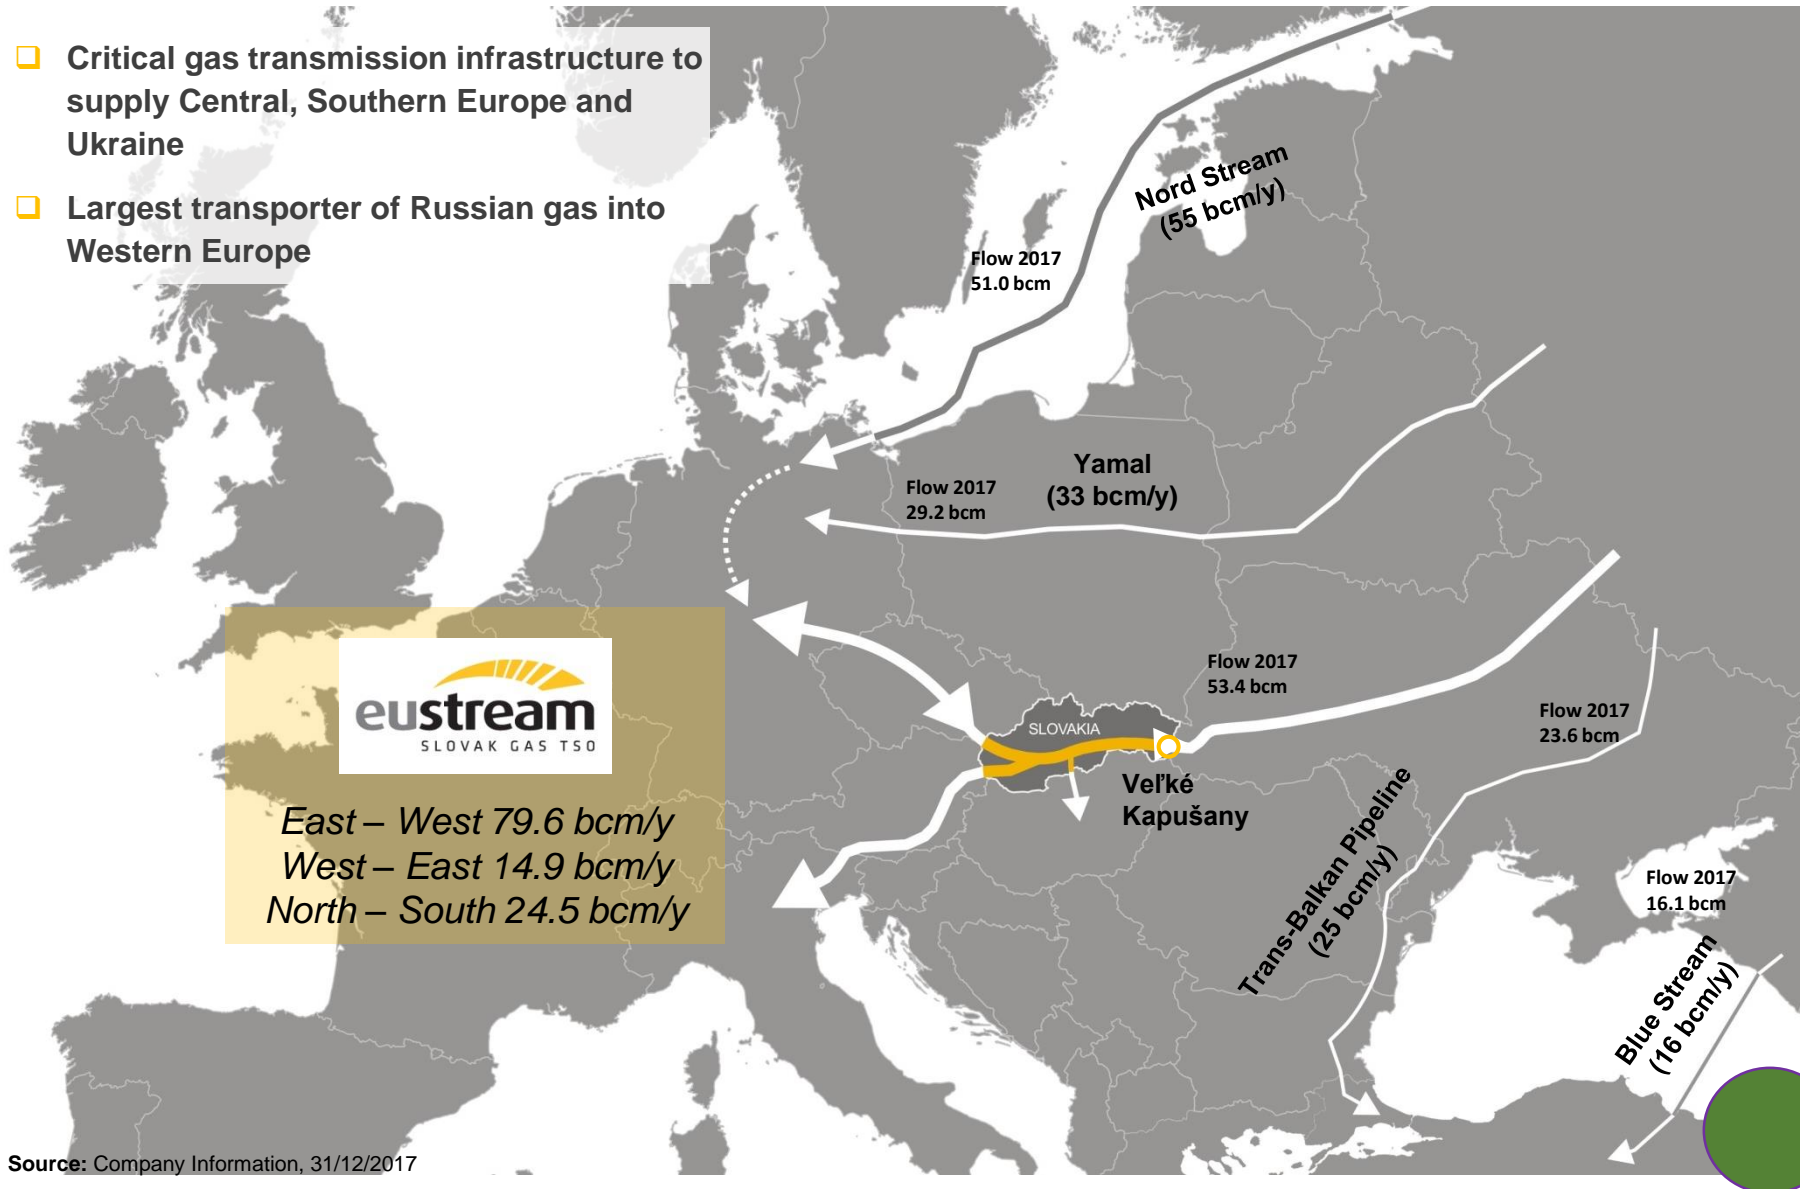 Critical gas transmission infrastructure to
supply Central, Southern Europe and
Ukraine
Largest transporter of Russian gas into
Western Europe
Nord Stream
(55 bcm/y)
Flow 2017
51.0 bcm
Yamal
(33 bcm/y)
Flow 2017
29.2 bcm
Flow 2017
53.4 bcm
Flow 2017
23.6 bcm
SLOVAKIA
Veľké
Kapušany
eustream
SLOVAK GAS TSO
East – West 79.6 bcm/y
West – East 14.9 bcm/y
North – South 24.5 bcm/y
Trans-Balkan Pipeline
(25 bcm/y)
Flow 2017
16.1 bcm
Blue Stream
(16 bcm/y)
Source: Company Information, 31/12/2017